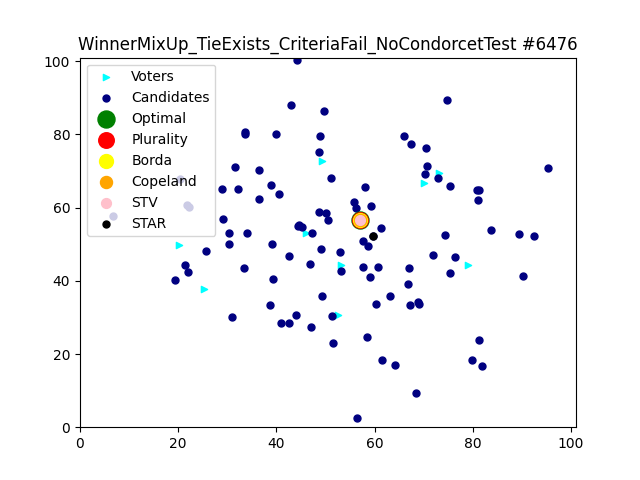 WinnerMixUp_TieExists_CriteriaFail_NoCondorcetTest #6476
100
80
60
40
20
0
Voters
Candidates
Optimal
Plurality
Borda
Copeland
STV
STAR
0 20 40 60 80 100